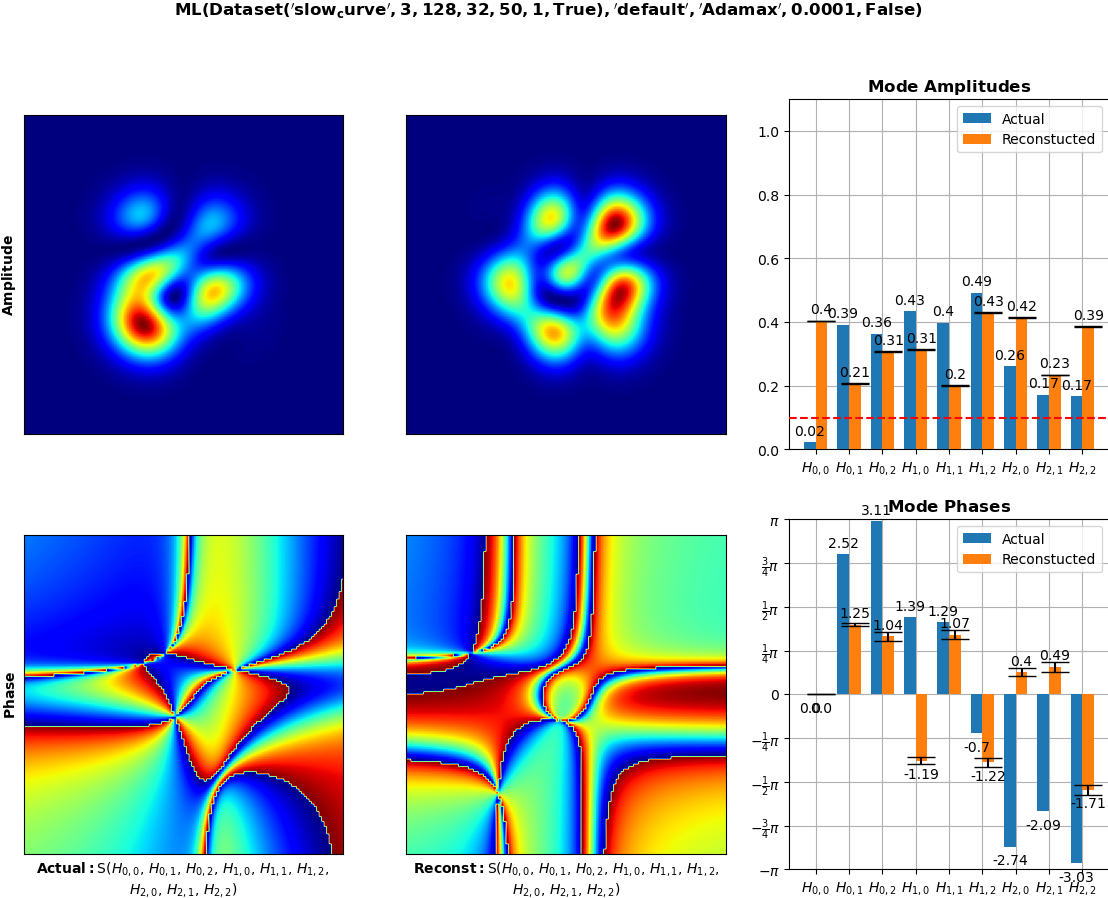 ML(Dataset('slow_curve', 3, 128, 32, 50, 1, True), 'default', 'Adamax', 0.0001, False)
Amplitude
Mode Amplitudes
Actual
Reconstucted
1.0
0.8
0.6
0.4
0.2
0.0
0.02 0.39 0.36 0.43 0.4 0.49 0.26 0.17 0.17
0.4 0.21 0.31 0.31 0.2 0.43 0.42 0.23 0.39
H0,0 H0,1 H0,2 H1,0 H1,1 H1,2 H2,0 H2,1 H2,2
Phase
Actual: S(H0,0, H0,1, H0,2, H1,0, H1,1, H1,2,
H2,0, H2,1, H2,2)
Reconst: S(H0,0, H0,1, H0,2, H1,0, H1,1, H1,2,
H2,0, H2,1, H2,2)
Mode Phases
Actual
Reconstucted
π
3/4π
1/2π
1/4π
0
−1/4π
−1/2π
−3/4π
−π
0.0 2.52 3.11 1.39 1.29 -0.7 -2.74 -2.09 -3.03
0.0 1.25 1.04 -1.19 1.07 -1.22 0.4 0.49 -1.71
H0,0 H0,1 H0,2 H1,0 H1,1 H1,2 H2,0 H2,1 H2,2